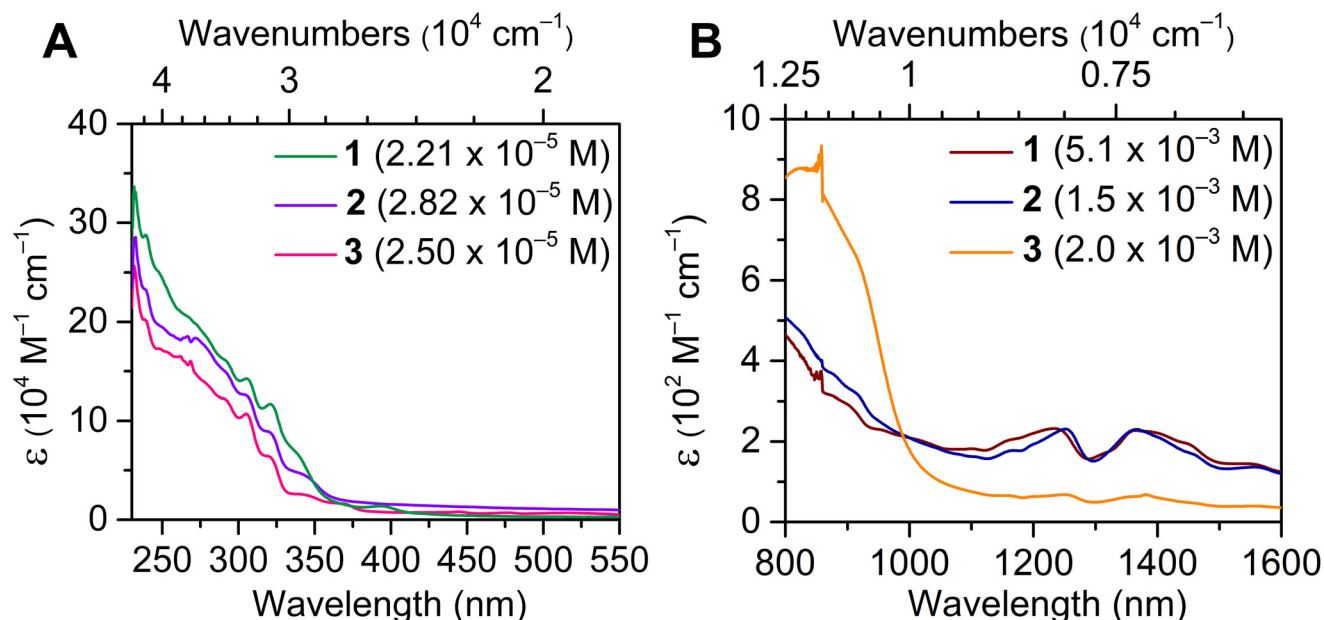 A
Wavenumbers (10⁴ cm⁻¹)
4 3 2
40
30
20
10
0
ε (10⁴ M⁻¹ cm⁻¹)
1 (2.21 x 10⁻⁵ M)
2 (2.82 x 10⁻⁵ M)
3 (2.50 x 10⁻⁵ M)
250 300 350 400 450 500 550
Wavelength (nm)
B
Wavenumbers (10⁴ cm⁻¹)
1.25 1 0.75
10
8
6
4
2
0
ε (10² M⁻¹ cm⁻¹)
1 (5.1 x 10⁻³ M)
2 (1.5 x 10⁻³ M)
3 (2.0 x 10⁻³ M)
800 1000 1200 1400 1600
Wavelength (nm)